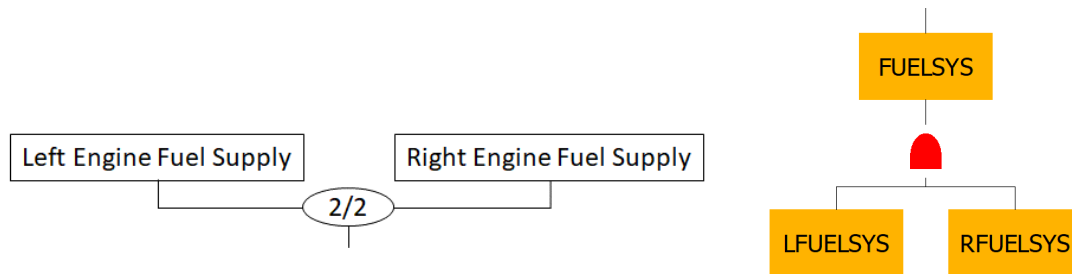 Left Engine Fuel Supply
Right Engine Fuel Supply
2/2
FUELSYS
LFUELSYS
RFUELSYS